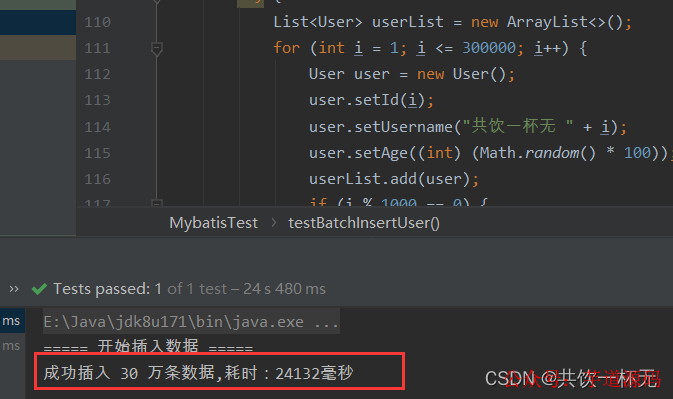 110 List<User> userList = new ArrayList<>();
111 for (int i = 1; i <= 300000; i++) {
112 User user = new User();
113 user.setId(i);
114 user.setUsername("共饮一杯无 " + i);
115 user.setAge((int) (Math.random() * 100));
116 userList.add(user);
117 if (i % 1000 == 0) {
MybatisTest > testBatchInsertUser()
>> Tests passed: 1 of 1 test – 24 s 480 ms
ms E:\Java\jdk8u171\bin\java.exe ...
ms ===== 开始插入数据 =====
成功插入 30 万条数据,耗时：24132毫秒
CSDN @共饮一杯无